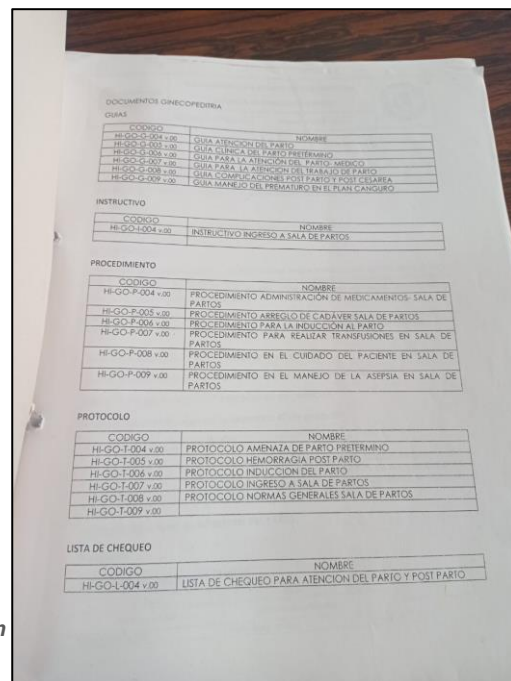 DOCUMENTOS GINECOPEDITRIA
GUIAS
CODIGO NOMBRE
HI-GO-G-004 v.00 GUIA ATENCION DEL PARTO
HI-GO-G-005 v.00 GUIA CLÍNICA DEL PARTO PRETERMINO
HI-GO-G-006 v.00 GUIA PARA LA ATENCIÓN DEL PARTO- MEDICO
HI-GO-G-007 v.00 GUIA PARA LA ATENCION DEL TRABAJO DE PARTO
HI-GO-G-008 v.00 GUIA COMPLICACIONES POST PARTO Y POST CESAREA
HI-GO-G-009 v.00 GUIA MANEJO DEL PREMATURO EN EL PLAN CANGURO
INSTRUCTIVO
CODIGO NOMBRE
HI-GO-I-004 v.00 INSTRUCTIVO INGRESO A SALA DE PARTOS
PROCEDIMIENTO
CODIGO NOMBRE
HI-GO-P-004 v.00 PROCEDIMIENTO ADMINISTRACIÓN DE MEDICAMENTOS- SALA DE
PARTOS
HI-GO-P-005 v.00 PROCEDIMIENTO ARREGLO DE CADÁVER SALA DE PARTOS
HI-GO-P-006 v.00 PROCEDIMIENTO PARA LA INDUCCIÓN AL PARTO
HI-GO-P-007 v.00 PROCEDIMIENTO PARA REALIZAR TRANSFUSIONES EN SALA DE
PARTOS
HI-GO-P-008 v.00 PROCEDIMIENTO EN EL CUIDADO DEL PACIENTE EN SALA DE
PARTOS
HI-GO-P-009 v.00 PROCEDIMIENTO EN EL MANEJO DE LA ASEPSIA EN SALA DE
PARTOS
PROTOCOLO
CODIGO NOMBRE
HI-GO-T-004 v.00 PROTOCOLO AMENAZA DE PARTO PRETERMINO
HI-GO-T-005 v.00 PROTOCOLO HEMORRAGIA POST PARTO
HI-GO-T-006 v.00 PROTOCOLO INDUCCION DEL PARTO
HI-GO-T-007 v.00 PROTOCOLO INGRESO A SALA DE PARTOS
HI-GO-T-008 v.00 PROTOCOLO NORMAS GENERALES SALA DE PARTOS
HI-GO-T-009 v.00
LISTA DE CHEQUEO
CODIGO NOMBRE
HI-GO-L-004 v.00 LISTA DE CHEQUEO PARA ATENCION DEL PARTO Y POST PARTO